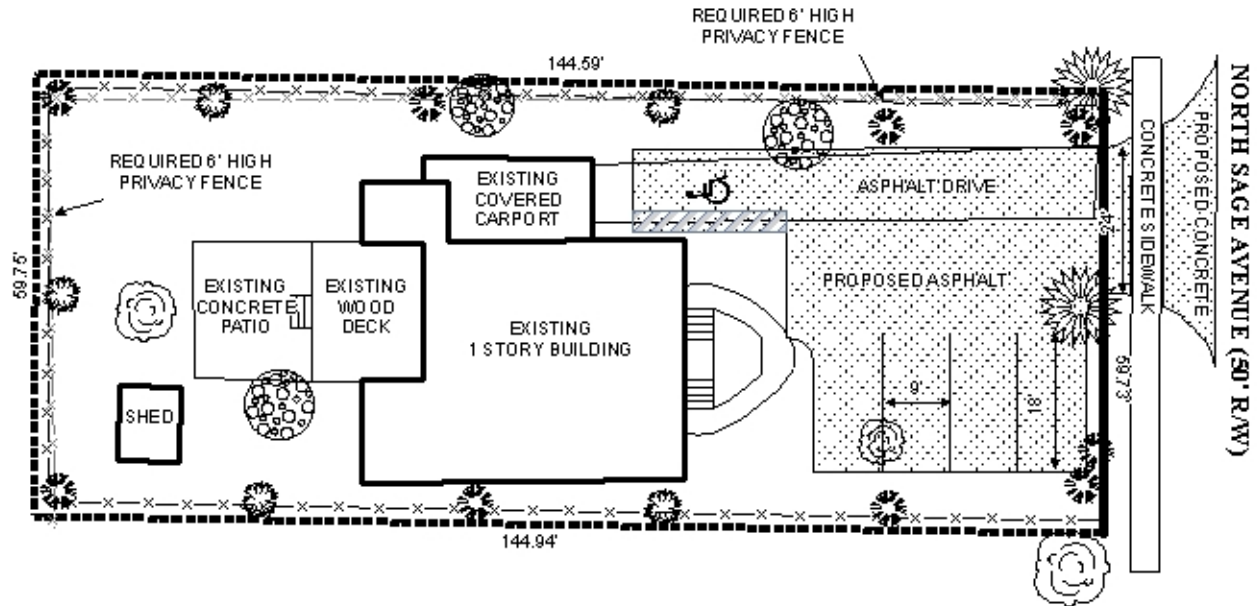 REQUIRED 6' HIGH
PRIVACY FENCE
144.59'
REQUIRED 6' HIGH
PRIVACY FENCE
EXISTING
COVERED
CARPORT
ASPHALT DRIVE
24'
CONCRETE SIDEWALK
PROPOSED CONCRETE
NORTH SAGE AVENUE (50' R/W)
59.75'
EXISTING
CONCRETE
PATIO
EXISTING
WOOD
DECK
EXISTING
1 STORY BUILDING
PROPOSED ASPHALT
9'
18'
59.73'
SHED
144.94'